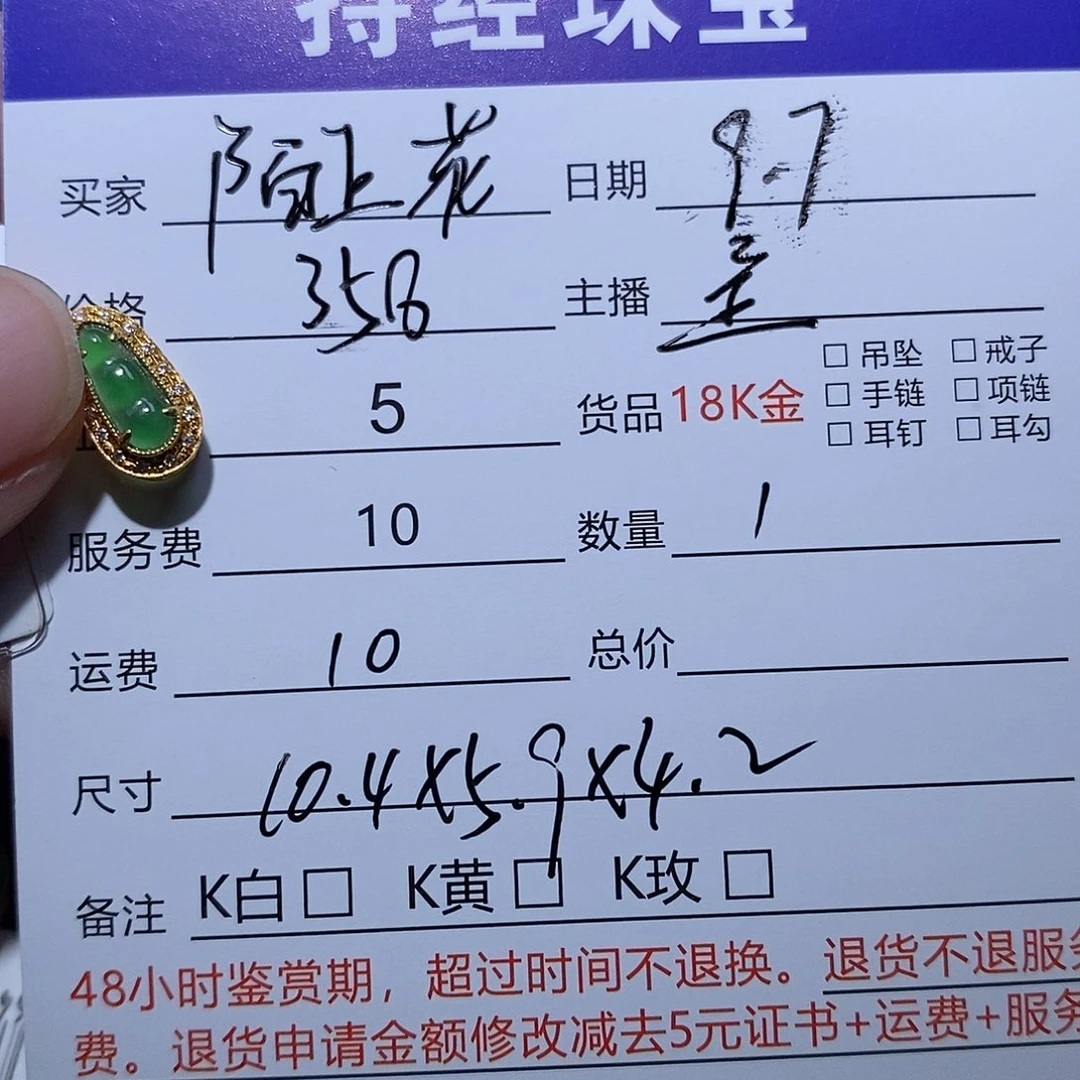 持经珠宝
买家 陌上花 日期 9.7
价格 358 主播
5 货品 18K金 □ 吊坠 □ 戒子
□ 手链 □ 项链
□ 耳钉 □ 耳勾
服务费 10 数量 1
运费 10 总价
尺寸 10.4X5.9X4.2
备注 K白 □ K黄 □ K玫 □
48小时鉴赏期，超过时间不退换。退货不退服务
费。退货申请金额修改减去5元证书+运费+服务